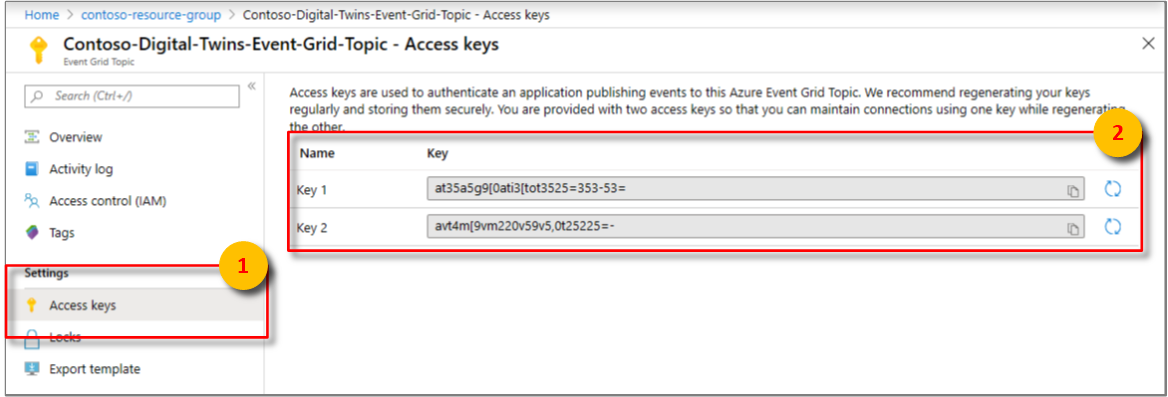 Home > contoso-resource-group > Contoso-Digital-Twins-Event-Grid-Topic - Access keys
Contoso-Digital-Twins-Event-Grid-Topic - Access keys
Event Grid Topic
Search (Ctrl+/)
Overview
Activity log
Access control (IAM)
Tags
Settings
1
Access keys
Locks
Export template
Access keys are used to authenticate an application publishing events to this Azure Event Grid Topic. We recommend regenerating your keys
regularly and storing them securely. You are provided with two access keys so that you can maintain connections using one key while regenerating
the other.
2
Name Key
Key 1 at35a5g9[0ati3[tot3525=353-53=
Key 2 avt4m[9vm220v59v5,0t25225=-